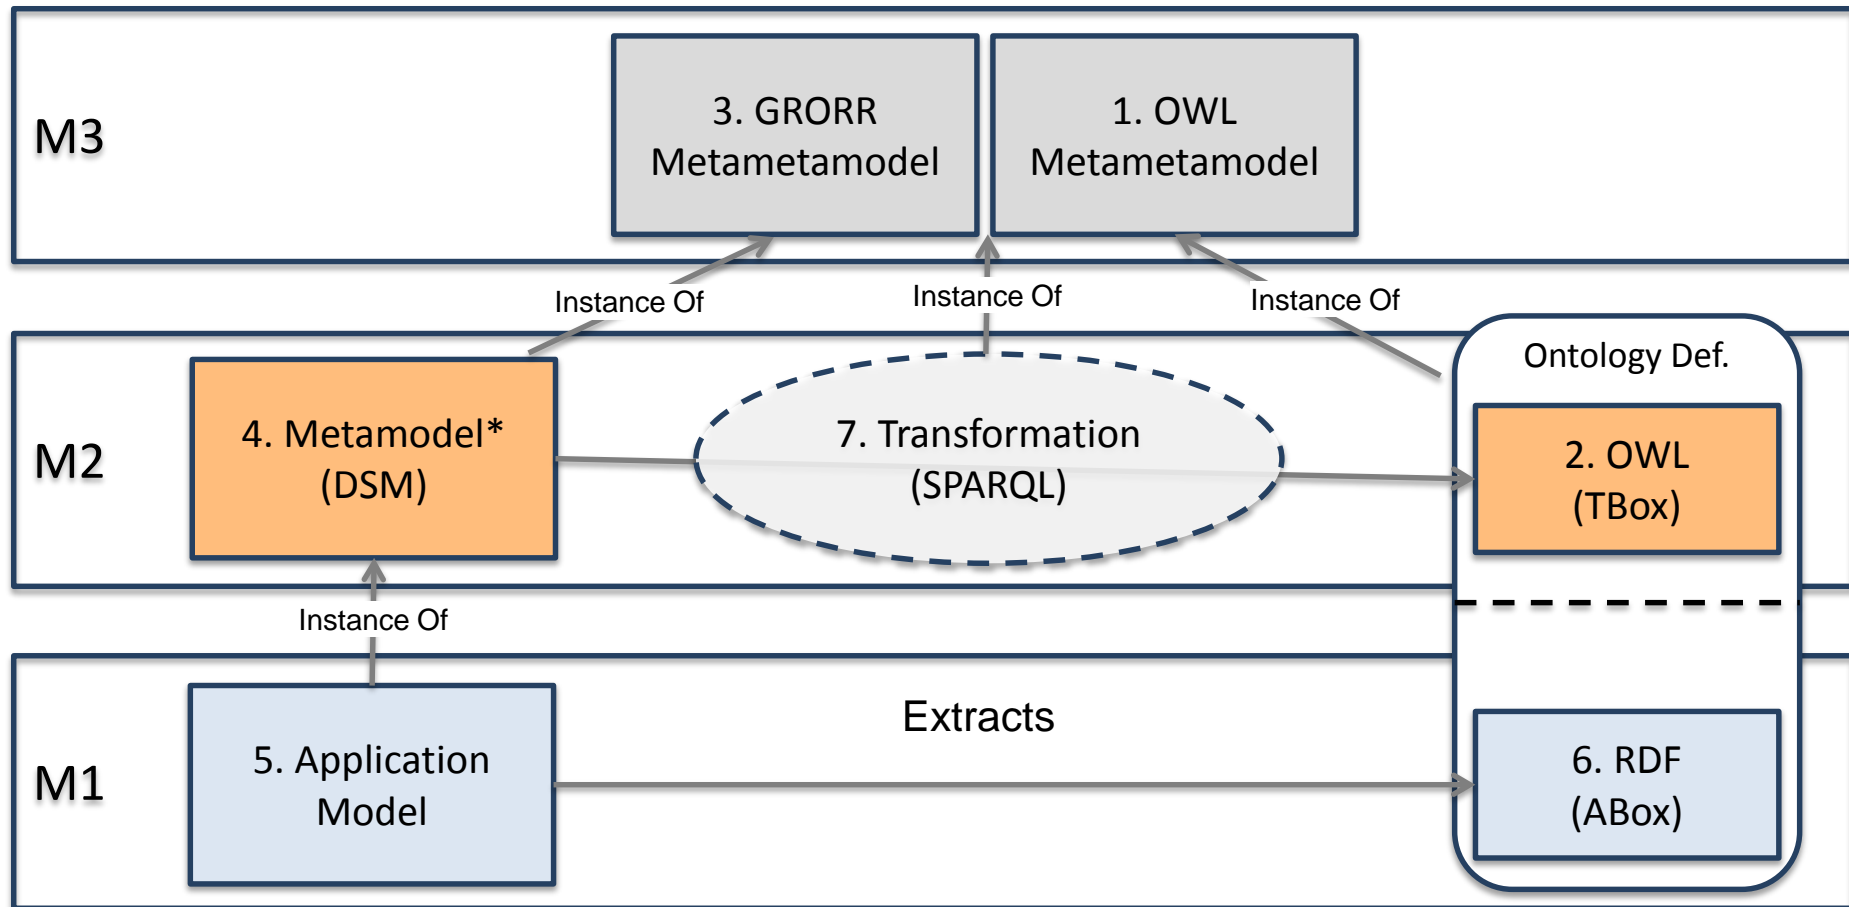 M3
3. GRORR
Metametamodel
1. OWL
Metametamodel
Instance Of
Instance Of
Instance Of
M2
4. Metamodel*
(DSM)
7. Transformation
(SPARQL)
Ontology Def.
2. OWL
(TBox)
Instance Of
M1
5. Application
Model
Extracts
6. RDF
(ABox)